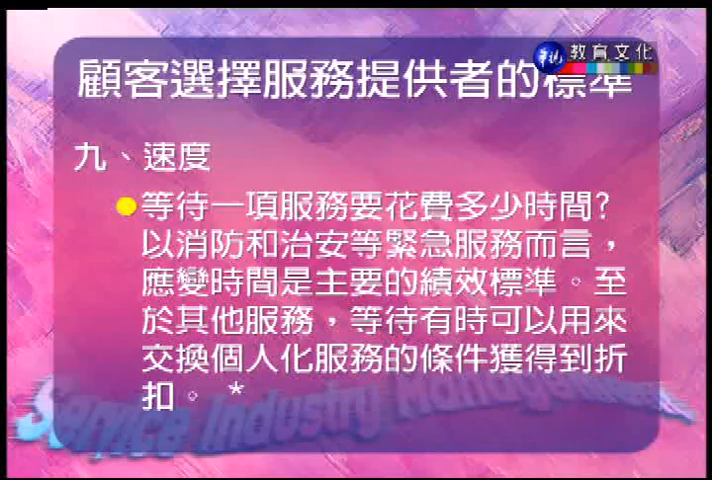 華視 教育文化
顧客選擇服務提供者的標準
九、速度
等待一項服務要花費多少時間?
以消防和治安等緊急服務而言，
應變時間是主要的績效標準。至
於其他服務，等待有時可以用來
交換個人化服務的條件獲得到折
扣。 *
Service Industry Management